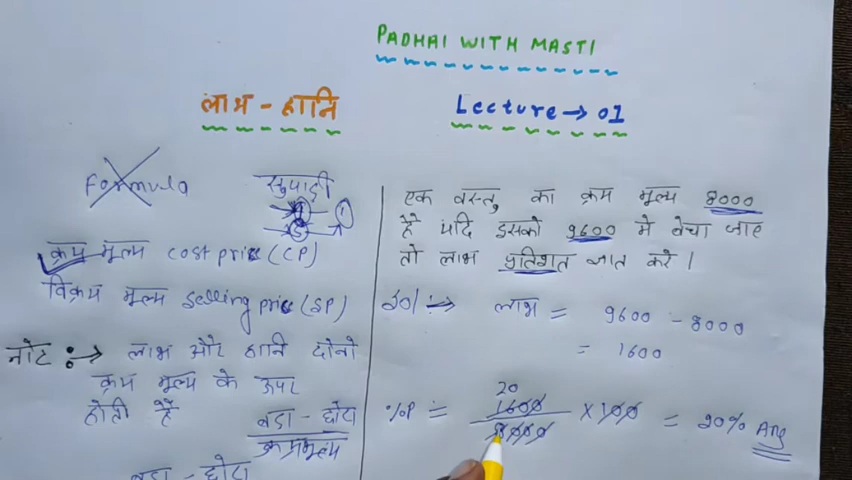 PADHAI WITH MASTI
लाभ - हानि
Lecture → 01
Formula
सुपाड़ी
क्रय मूल्य cost price (CP)
विक्रय मूल्य selling price (SP)
नोट :→ लाभ और हानि दोनो
क्रय मूल्य के ऊपर
होती है
बडा - छोटा
क्रयमूल्य
बडा - छोटा
एक वस्तु का क्रय मूल्य 8000
है यदि इसको 9600 मे बेचा जाए
तो लाभ प्रतिशत ज्ञात करे।
लाभ = 9600 - 8000
= 1600
20
%P = 1600 × 100 = 20% Ans
8000